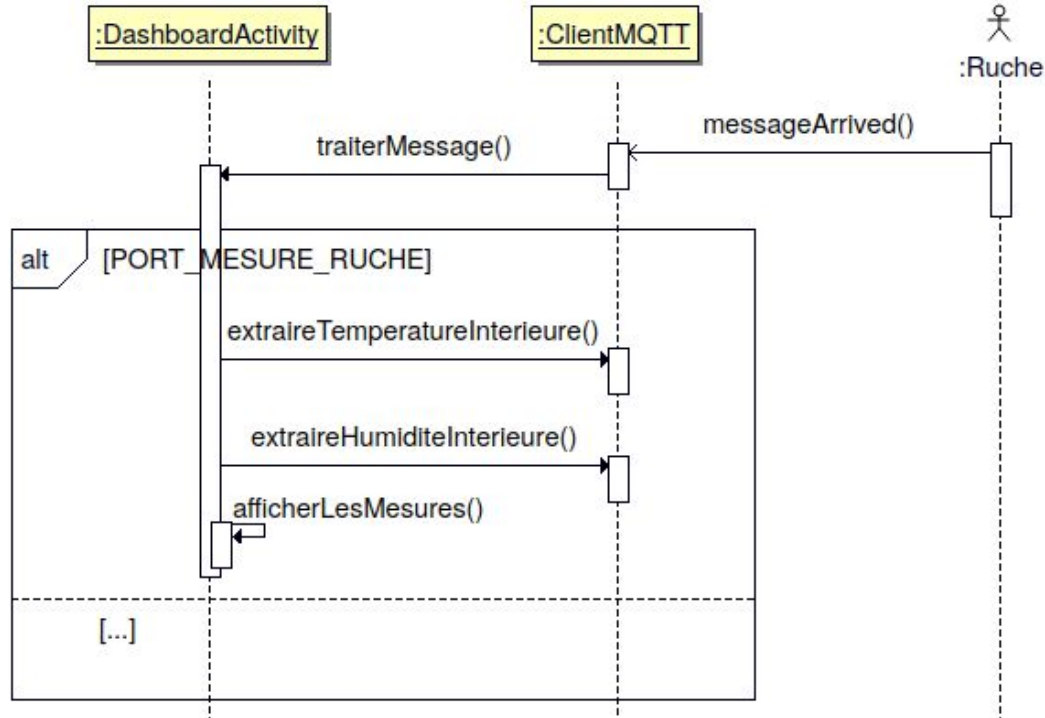 :DashboardActivity
:ClientMQTT
:Ruche
messageArrived()
traiterMessage()
alt
[PORT_MESURE_RUCHE]
extraireTemperatureInterieure()
extraireHumiditeInterieure()
afficherLesMesures()
[...]